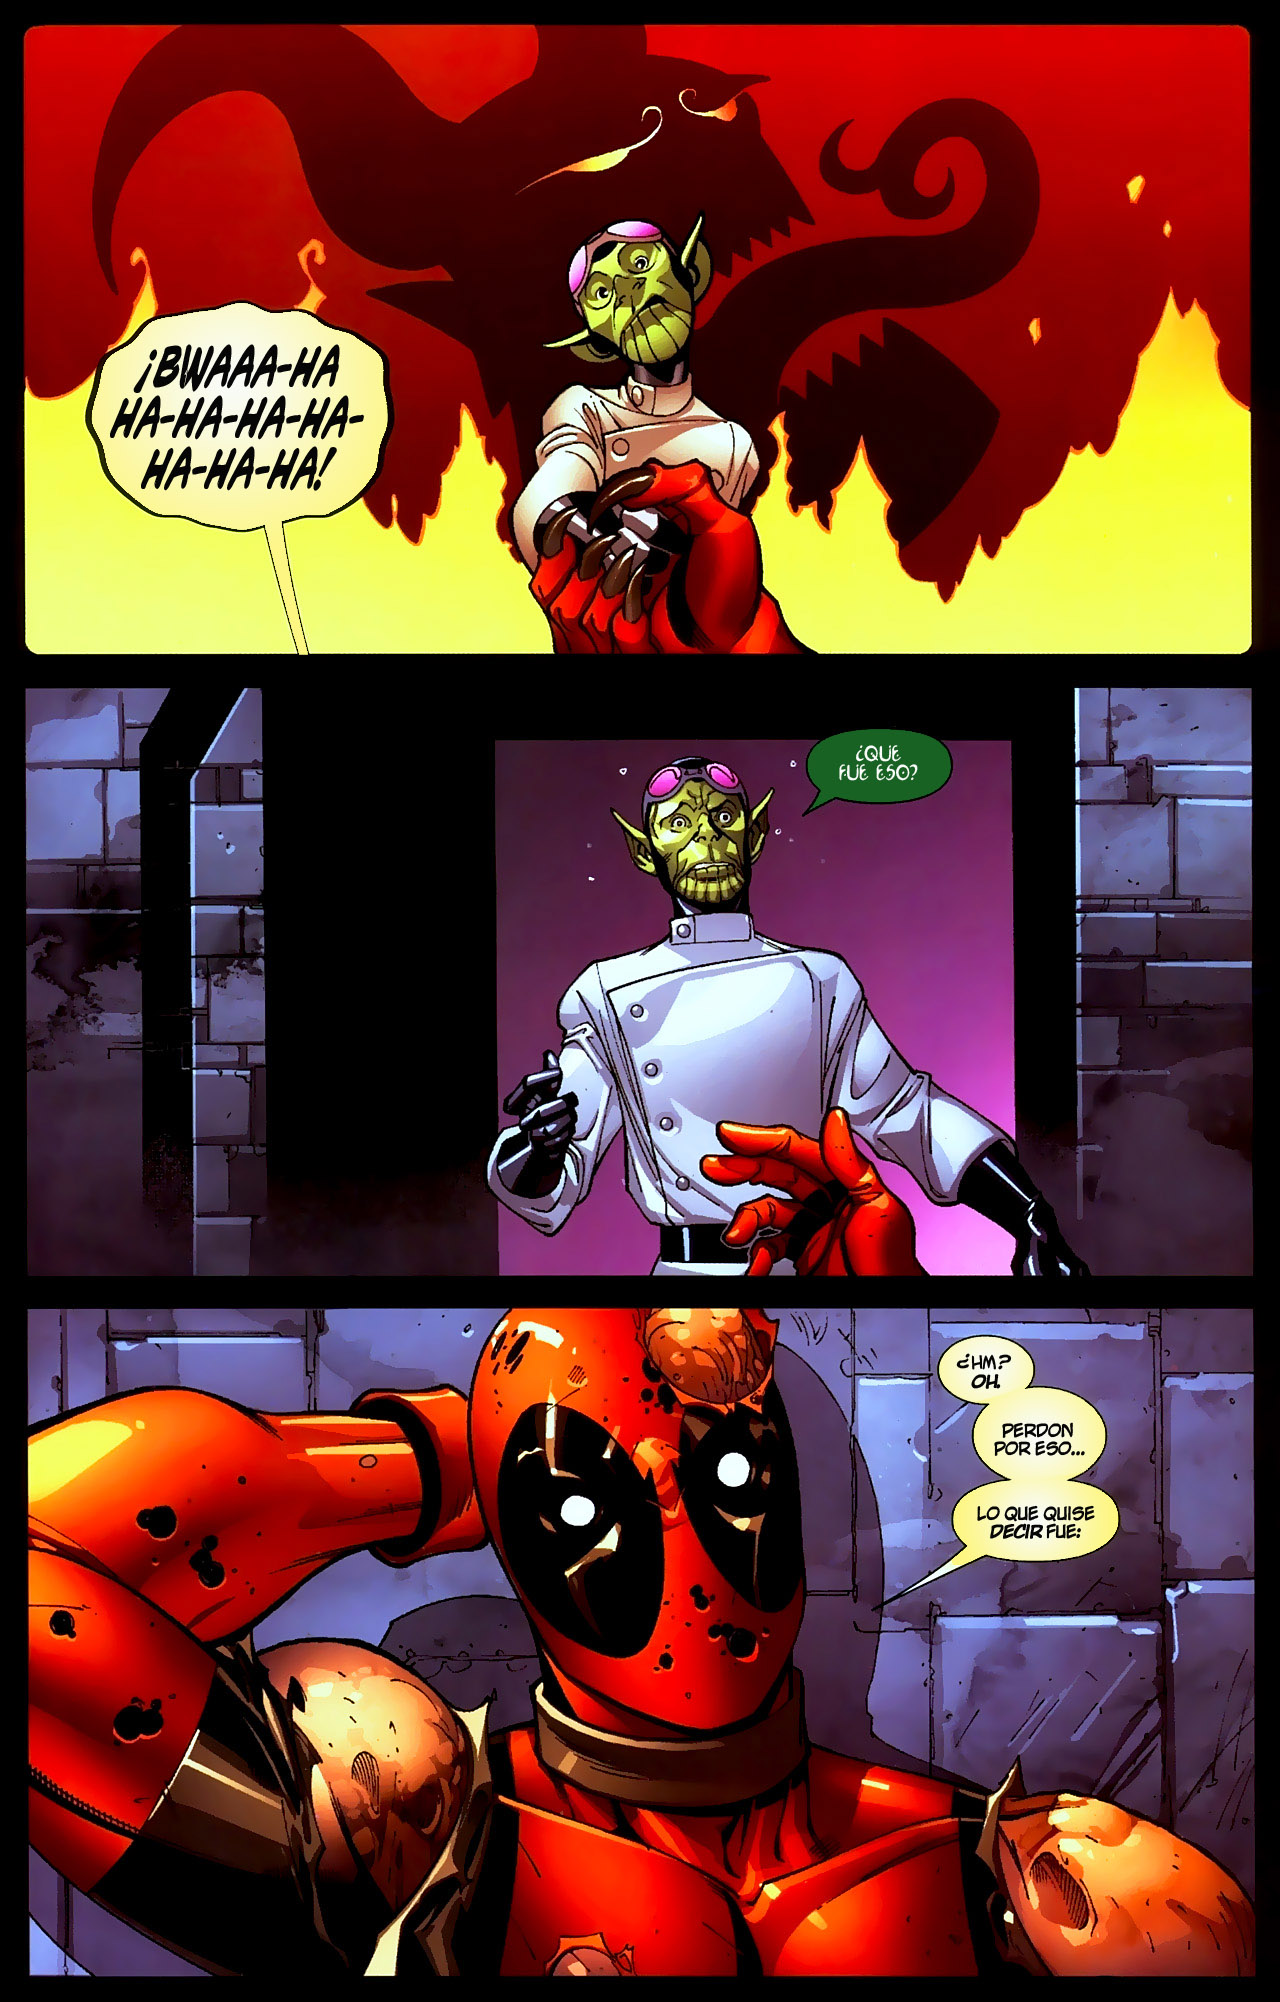 ¡BWAAA-HA
HA-HA-HA-HA-
HA-HA-HA!
¿QUE
FUE ESO?
¿HM?
OH.
PERDON
POR ESO...
LO QUE QUISE
DECIR FUE: